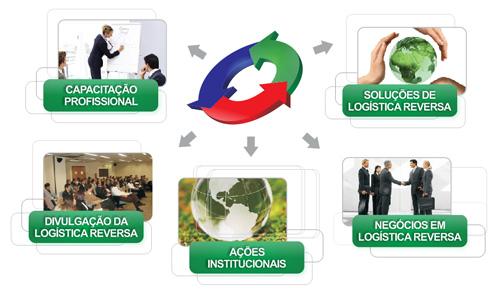 CAPACITAÇÃO
PROFISSIONAL
SOLUÇÕES DE
LOGÍSTICA REVERSA
DIVULGAÇÃO DA
LOGÍSTICA REVERSA
AÇÕES
INSTITUCIONAIS
NEGÓCIOS EM
LOGÍSTICA REVERSA